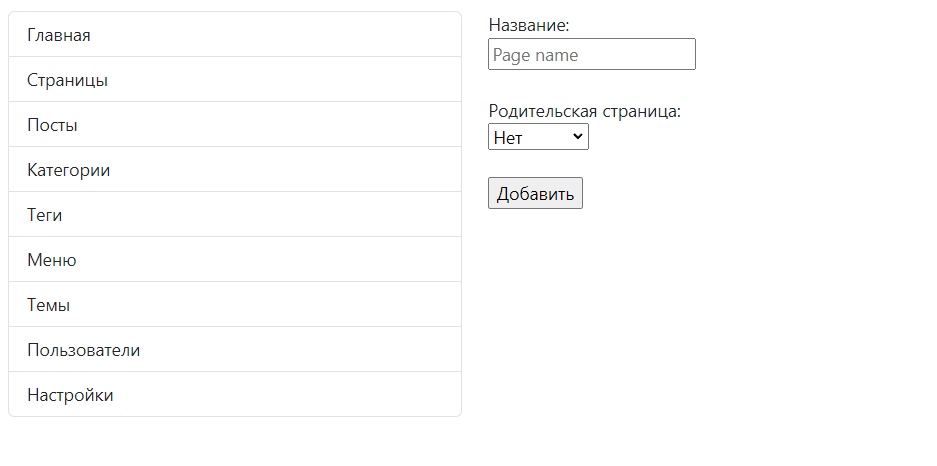 Главная
Страницы
Посты
Категории
Теги
Меню
Темы
Пользователи
Настройки
Название:
Page name
Родительская страница:
Нет
Добавить